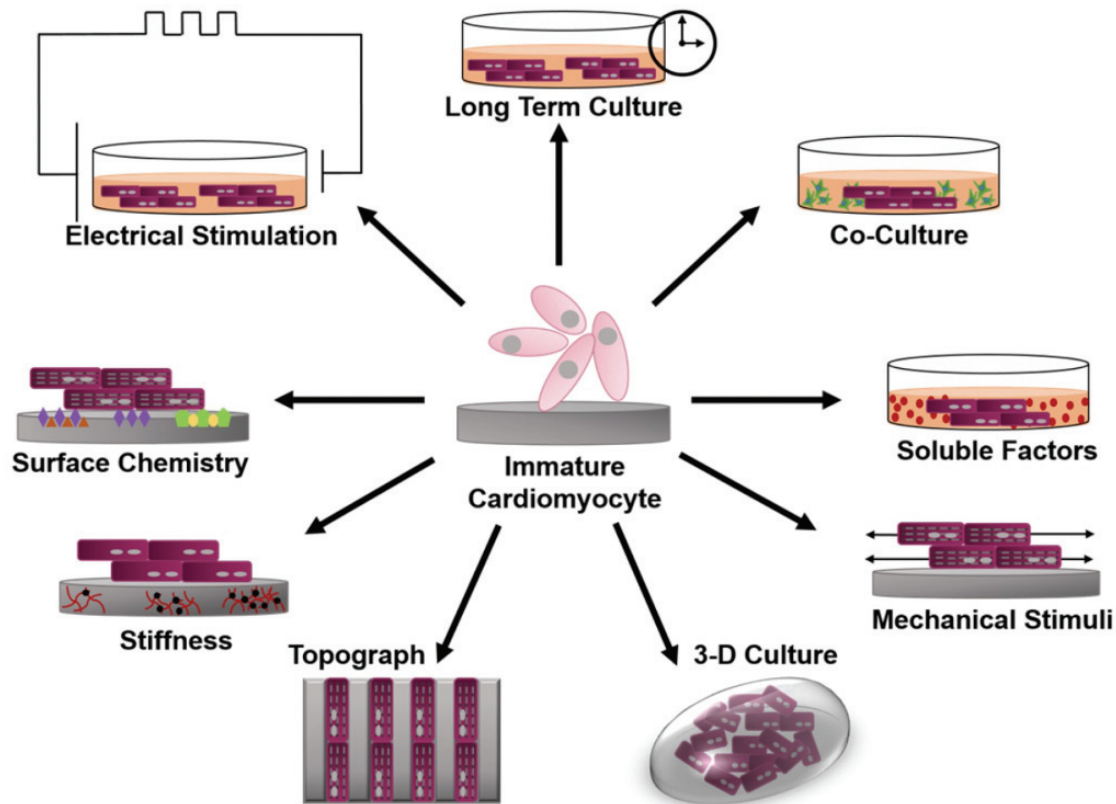 Long Term Culture
Electrical Stimulation
Co-Culture
Surface Chemistry
Immature
Cardiomyocyte
Soluble Factors
Stiffness
Mechanical Stimuli
Topograph
3-D Culture